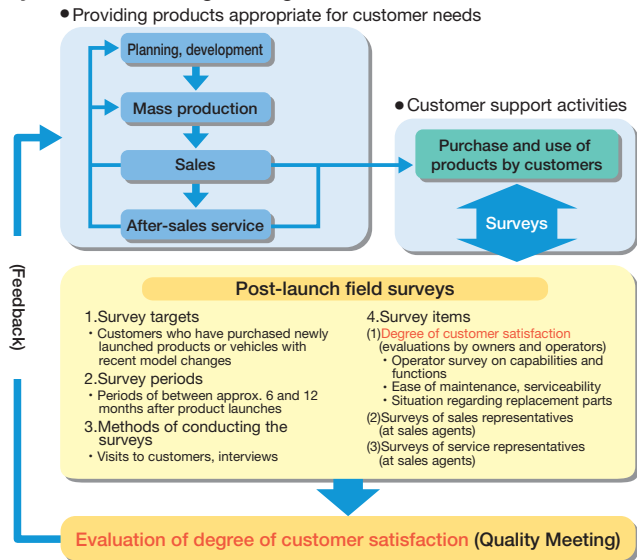 ● Providing products appropriate for customer needs
Planning, development
Mass production
Sales
After-sales service
● Customer support activities
Purchase and use of
products by customers
Surveys
(Feedback)
Post-launch field surveys
1.Survey targets
・Customers who have purchased newly
launched products or vehicles with
recent model changes
2.Survey periods
・Periods of between approx. 6 and 12
months after product launches
3.Methods of conducting the
surveys
・Visits to customers, interviews
4.Survey items
(1)Degree of customer satisfaction
(evaluations by owners and operators)
・Operator survey on capabilities and
functions
・Ease of maintenance, serviceability
・Situation regarding replacement parts
(2)Surveys of sales representatives
(at sales agents)
(3)Surveys of service representatives
(at sales agents)
Evaluation of degree of customer satisfaction (Quality Meeting)